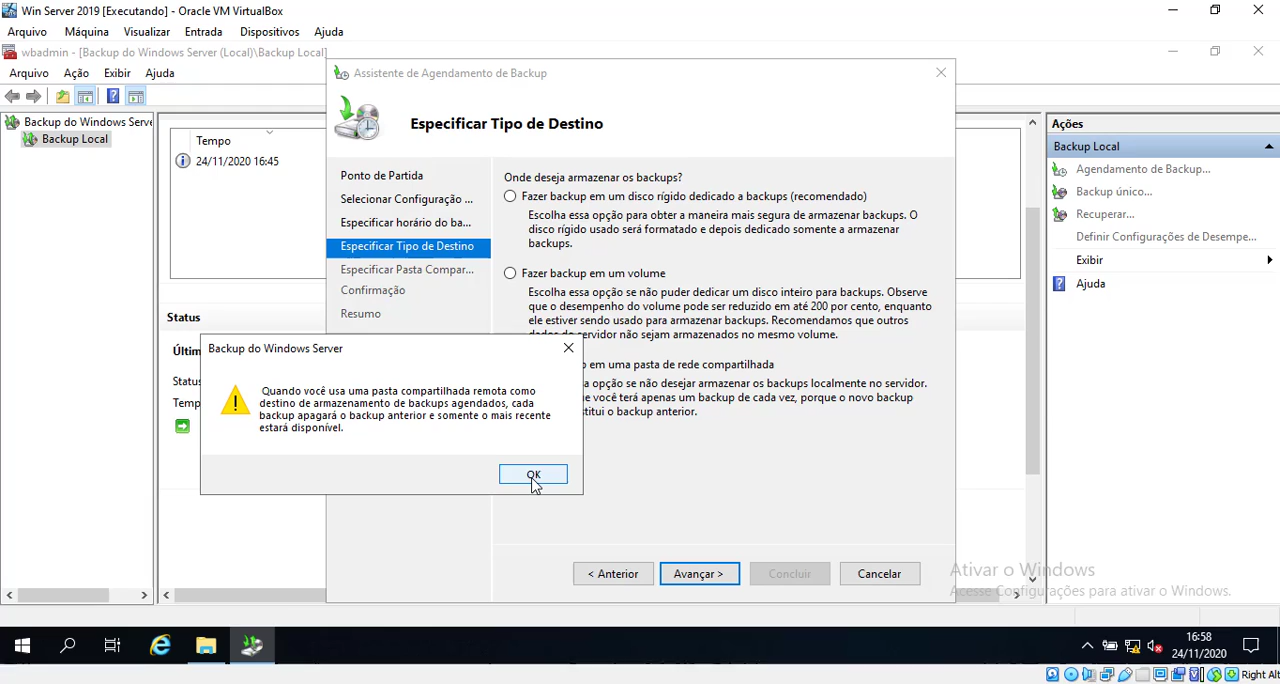 Win Server 2019 [Executando] - Oracle VM VirtualBox
Arquivo Máquina Visualizar Entrada Dispositivos Ajuda
wbadmin - [Backup do Windows Server (Local)\Backup Local]
Arquivo Ação Exibir Ajuda
Backup do Windows Serve
Backup Local
Tempo
24/11/2020 16:45
Status
Últim
Status
Temp
Assistente de Agendamento de Backup
Especificar Tipo de Destino
Ponto de Partida
Selecionar Configuração ...
Especificar horário do ba...
Especificar Tipo de Destino
Especificar Pasta Compar...
Confirmação
Resumo
Onde deseja armazenar os backups?
Fazer backup em um disco rígido dedicado a backups (recomendado)
Escolha essa opção para obter a maneira mais segura de armazenar backups. O
disco rígido usado será formatado e depois dedicado somente a armazenar
backups.
Fazer backup em um volume
Escolha essa opção se não puder dedicar um disco inteiro para backups. Observe
que o desempenho do volume pode ser reduzido em até 200 por cento, enquanto
ele estiver sendo usado para armazenar backups. Recomendamos que outros
dados do servidor não sejam armazenados no mesmo volume.
em uma pasta de rede compartilhada
opção se não desejar armazenar os backups localmente no servidor.
que você terá apenas um backup de cada vez, porque o novo backup
stitui o backup anterior.
Backup do Windows Server
Quando você usa uma pasta compartilhada remota como
destino de armazenamento de backups agendados, cada
backup apagará o backup anterior e somente o mais recente
estará disponível.
OK
< Anterior Avançar > Concluir Cancelar
Ações
Backup Local
Agendamento de Backup...
Backup único...
Recuperar...
Definir Configurações de Desempe...
Exibir
Ajuda
Ativar o Windows
Acesse Configurações para ativar o Windows.
16:58
24/11/2020
Right Alt